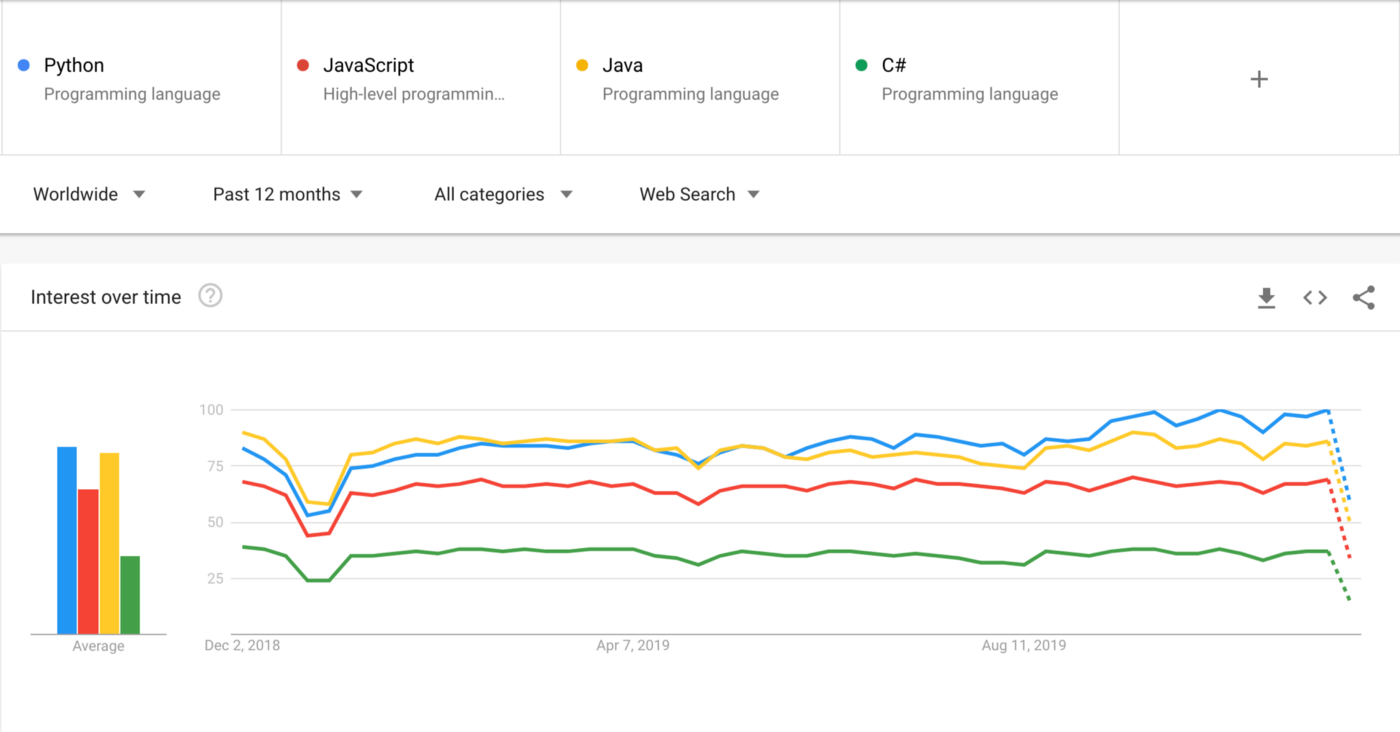 Python
Programming language
JavaScript
High-level programmin...
Java
Programming language
C#
Programming language
+
Worldwide
Past 12 months
All categories
Web Search
Interest over time
?
100
75
50
25
Average
Dec 2, 2018
Apr 7, 2019
Aug 11, 2019